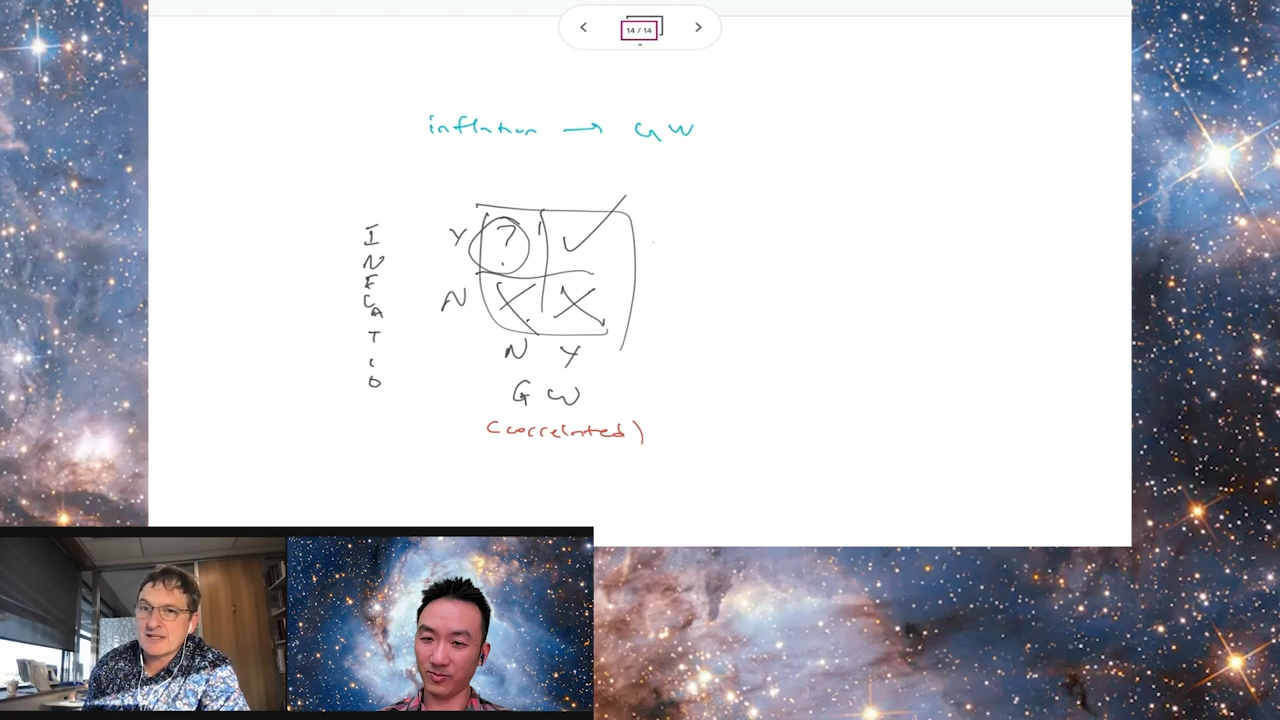 14 / 14
inflation → GW
Y ? ✓
N X X
N Y
GW
(correlated)
I
N
F
L
A
T
I
O